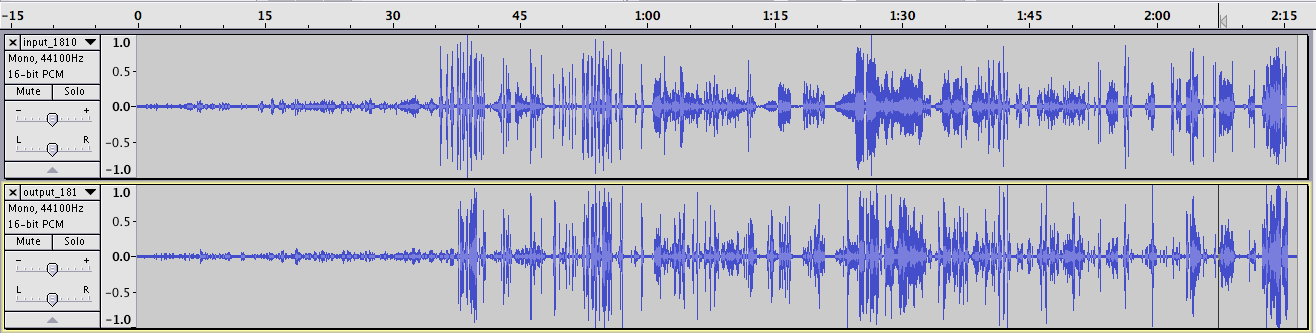 -15 0 15 30 45 1:00 1:15 1:30 1:45 2:00 2:15
× input_1810 ▼
Mono, 44100Hz
16-bit PCM
Mute Solo
- +
L R
1.0
0.5-
0.0-
-0.5-
-1.0
× output_181 ▼
Mono, 44100Hz
16-bit PCM
Mute Solo
- +
L R
1.0
0.5-
0.0-
-0.5-
-1.0